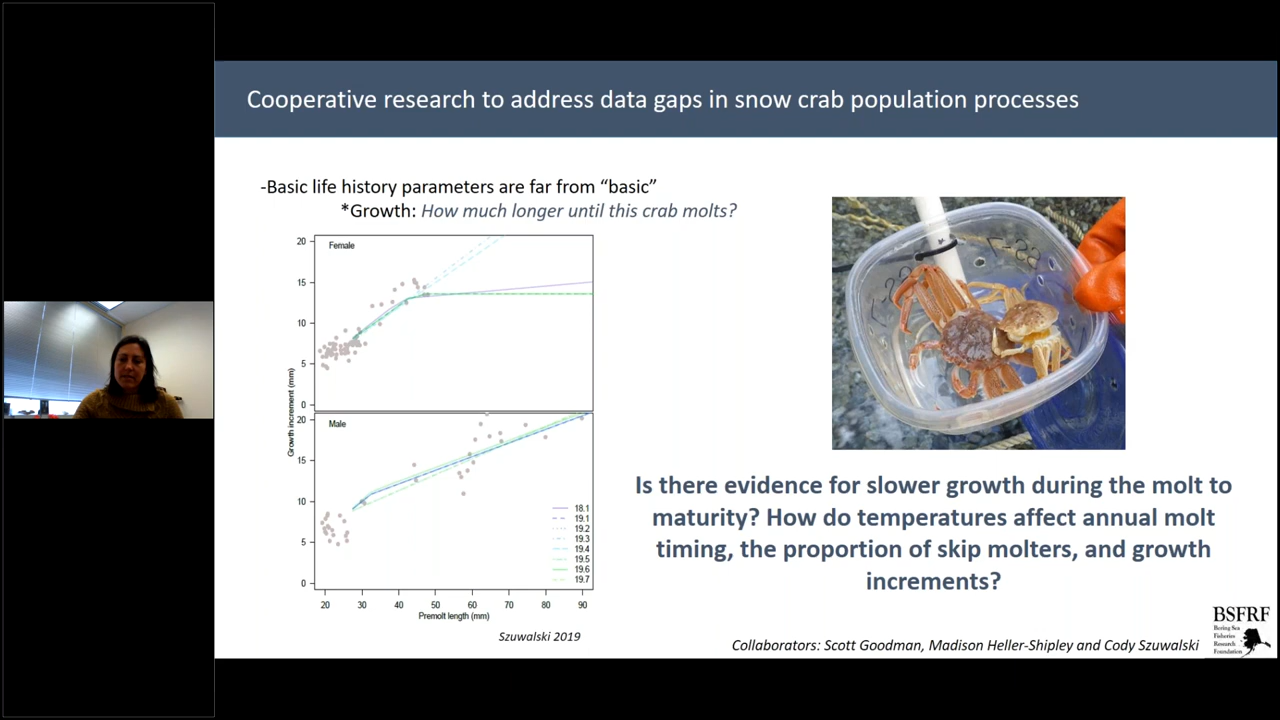 Cooperative research to address data gaps in snow crab population processes
-Basic life history parameters are far from “basic”
*Growth: How much longer until this crab molts?
Female
20
15
10
5
0
Growth increment (mm)
Male
20
15
10
5
0
18.1
19.1
19.2
19.3
19.4
19.5
19.6
19.7
20 30 40 50 60 70 80 90
Premolt length (mm)
Szuwalski 2019
Is there evidence for slower growth during the molt to
maturity? How do temperatures affect annual molt
timing, the proportion of skip molters, and growth
increments?
Collaborators: Scott Goodman, Madison Heller-Shipley and Cody Szuwalski
BSFRF
Bering Sea
Fisheries
Research
Foundation